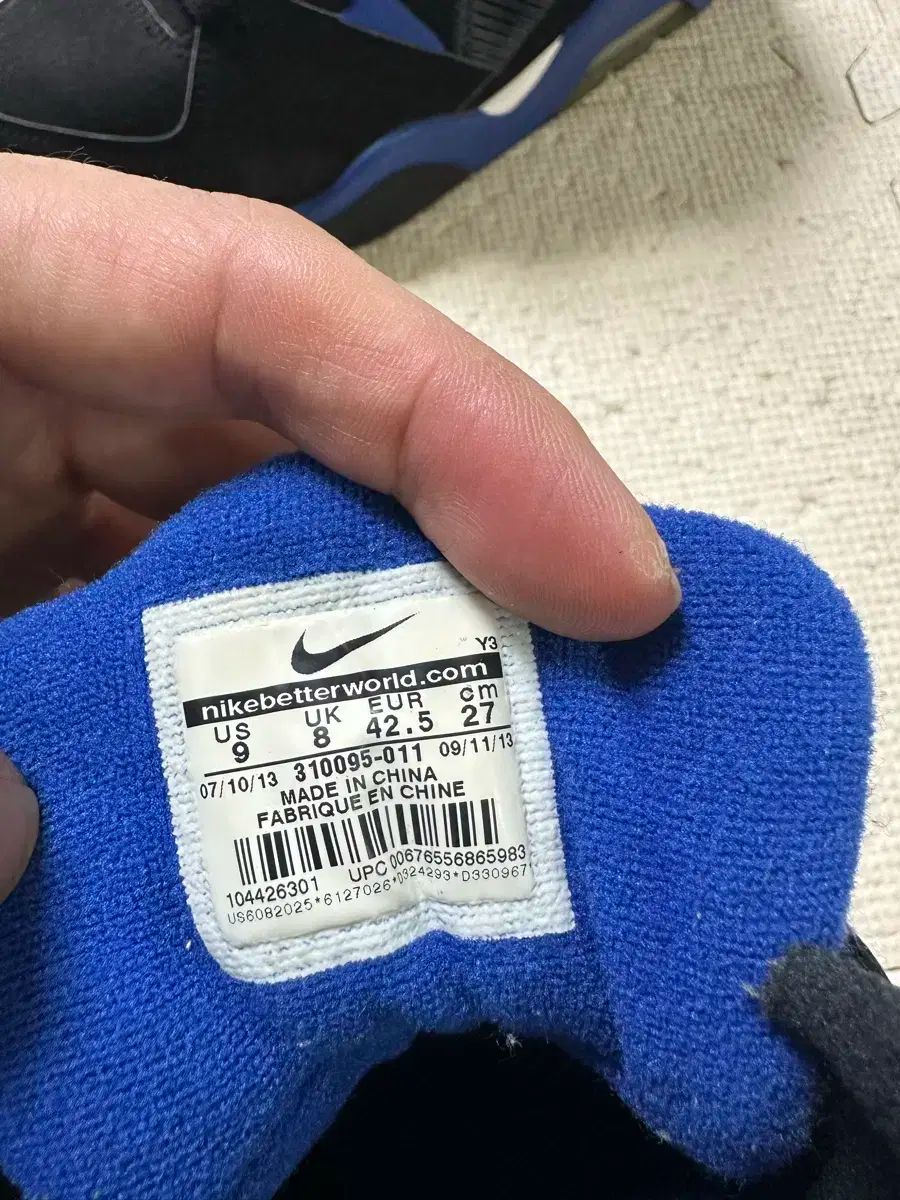 Y3
nikebetterworld.com
US UK EUR cm
9 8 42.5 27
07/10/13 310095-011 09/11/13
MADE IN CHINA
FABRIQUE EN CHINE
UPC 00676556865983
104426301
US6082025*6127026*D324293*D330967